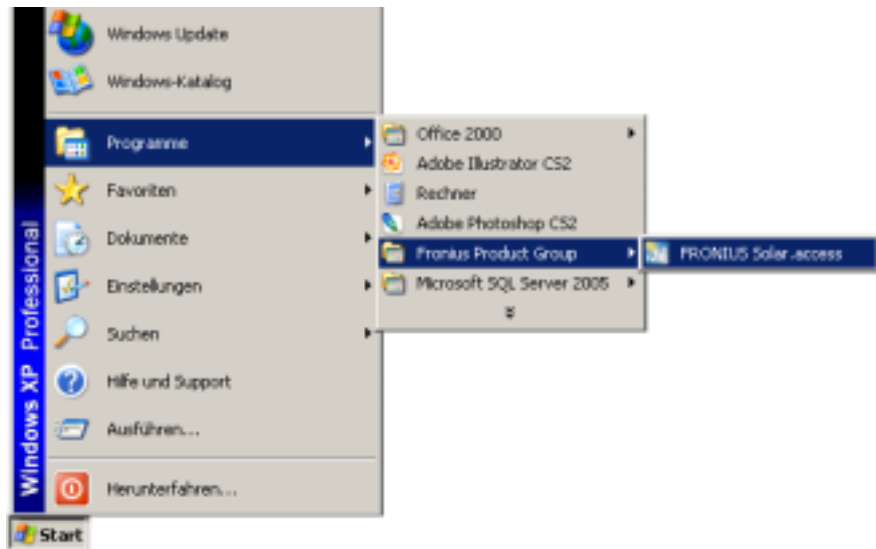 Windows XP Professional
Windows Update
Windows-Katalog
Programme
Favoriten
Dokumente
Einstellungen
Suchen
Hilfe und Support
Ausführen...
Herunterfahren...
Start
Office 2000
Adobe Illustrator CS2
Rechner
Adobe Photoshop CS2
Fronius Product Group
Microsoft SQL Server 2005
FRONIUS Solar.access